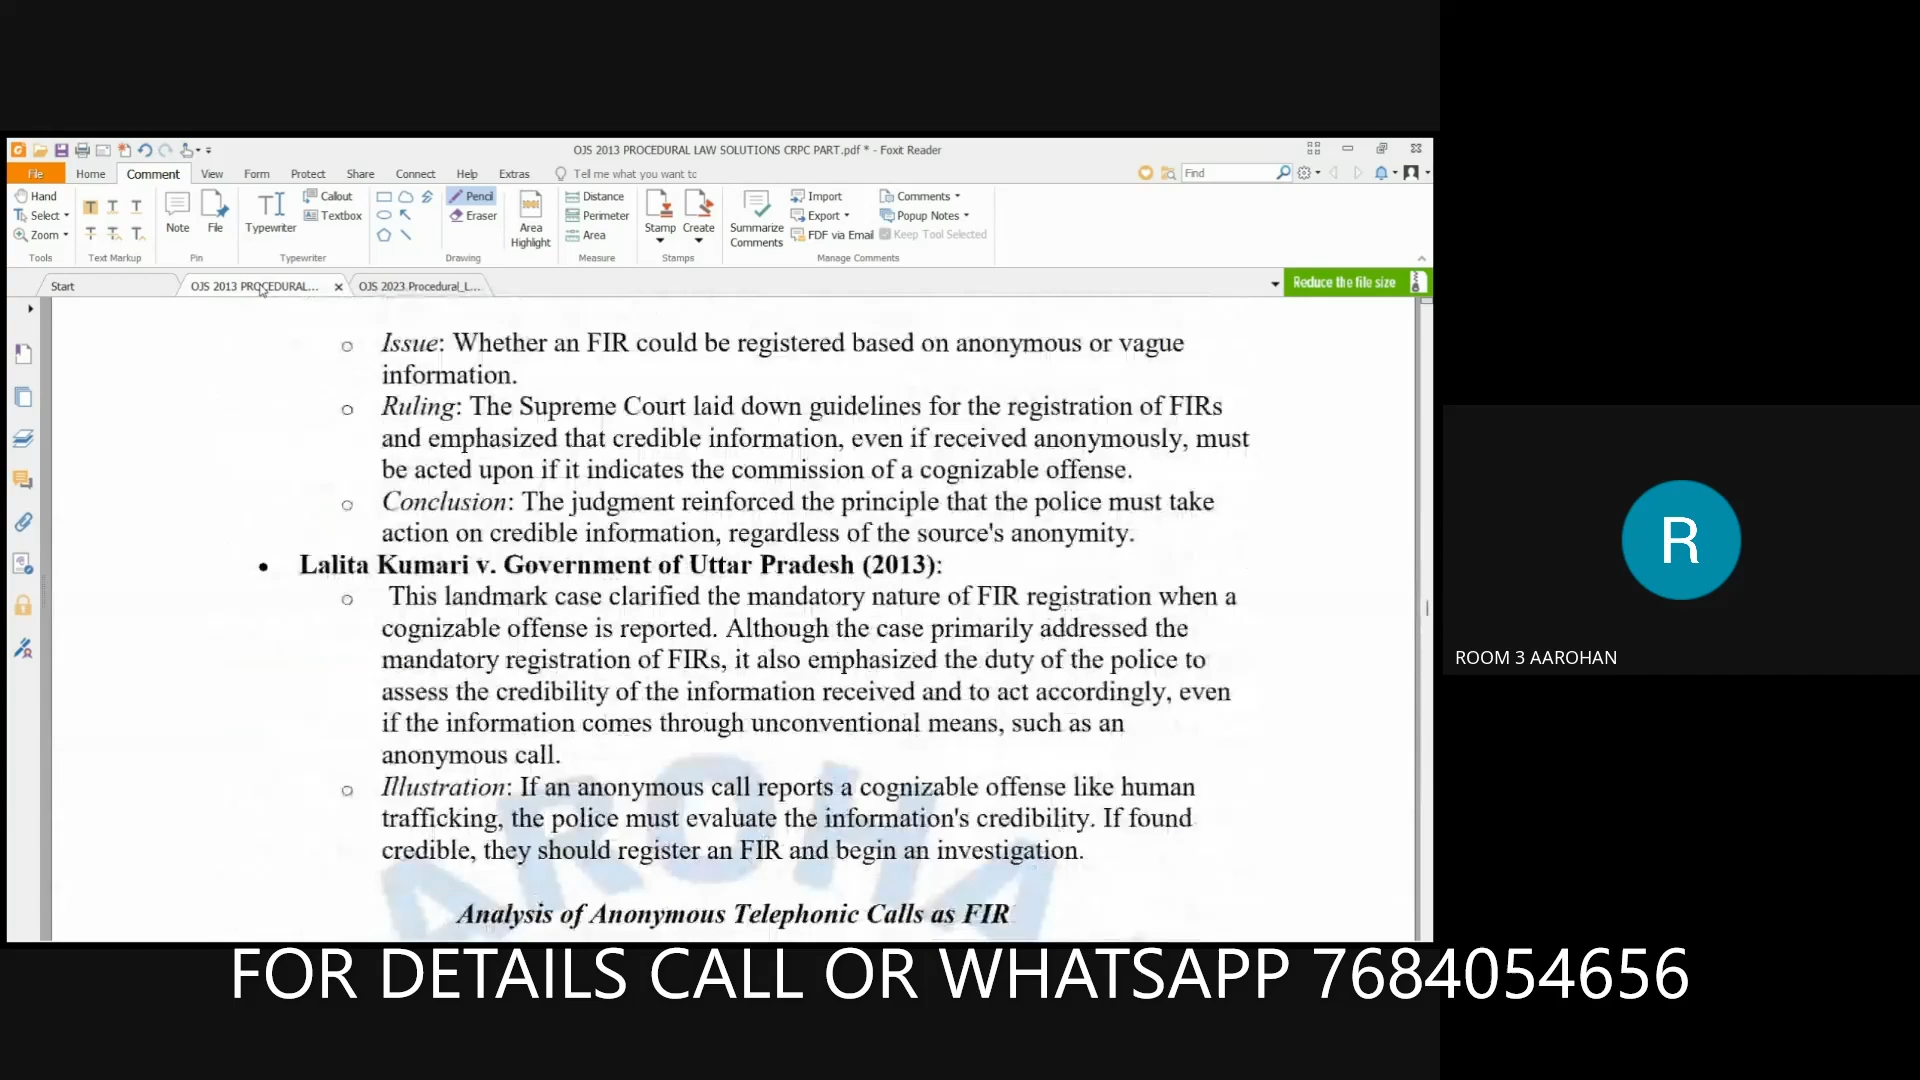 OJS 2013 PROCEDURAL LAW SOLUTIONS CRPC PART.pdf * - Foxit Reader
File Home Comment View Form Protect Share Connect Help Extras Tell me what you want to Find
Hand
Select
Zoom
Tools
Text Markup
Note
File
Pin
Typewriter
Callout
Textbox
Typewriter
Pencil
Eraser
Drawing
Area
Highlight
Distance
Perimeter
Area
Measure
Stamp
Create
Stamps
Summarize
Comments
Import
Export
FDF via Email
Comments
Popup Notes
Keep Tool Selected
Manage Comments
Start
OJS 2013 PROCEDURAL...
OJS 2023 Procedural_L...
Reduce the file size
Issue: Whether an FIR could be registered based on anonymous or vague
information.
Ruling: The Supreme Court laid down guidelines for the registration of FIRs
and emphasized that credible information, even if received anonymously, must
be acted upon if it indicates the commission of a cognizable offense.
Conclusion: The judgment reinforced the principle that the police must take
action on credible information, regardless of the source's anonymity.
Lalita Kumari v. Government of Uttar Pradesh (2013):
This landmark case clarified the mandatory nature of FIR registration when a
cognizable offense is reported. Although the case primarily addressed the
mandatory registration of FIRs, it also emphasized the duty of the police to
assess the credibility of the information received and to act accordingly, even
if the information comes through unconventional means, such as an
anonymous call.
Illustration: If an anonymous call reports a cognizable offense like human
trafficking, the police must evaluate the information's credibility. If found
credible, they should register an FIR and begin an investigation.
Analysis of Anonymous Telephonic Calls as FIR
AROHA
R
ROOM 3 AAROHAN
FOR DETAILS CALL OR WHATSAPP 7684054656